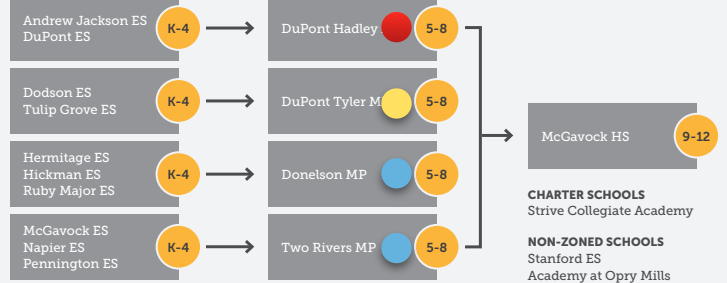 Andrew Jackson ES
DuPont ES
K-4
DuPont Hadley
5-8
Dodson ES
Tulip Grove ES
K-4
DuPont Tyler M
5-8
Hermitage ES
Hickman ES
Ruby Major ES
K-4
Donelson MP
5-8
McGavock ES
Napier ES
Pennington ES
K-4
Two Rivers MP
5-8
McGavock HS
9-12
CHARTER SCHOOLS
Strive Collegiate Academy
NON-ZONED SCHOOLS
Stanford ES
Academy at Opry Mills